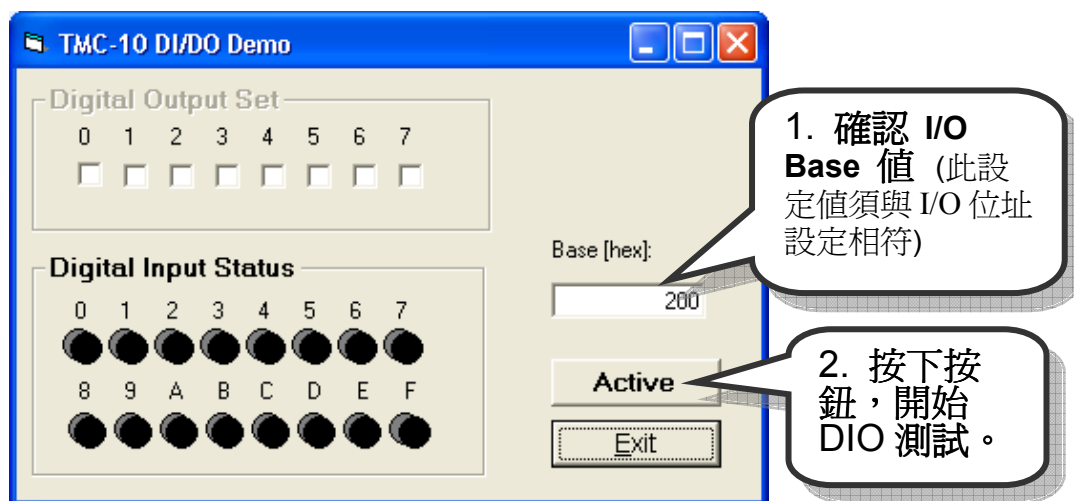 TMC-10 DI/DO Demo
Digital Output Set
0 1 2 3 4 5 6 7
Digital Input Status
0 1 2 3 4 5 6 7
8 9 A B C D E F
Base [hex]:
200
Active
Exit
1. 確認 I/O
Base 值 (此設
定值須與 I/O 位址
設定相符)
2. 按下按
鈕，開始
DIO 測試。